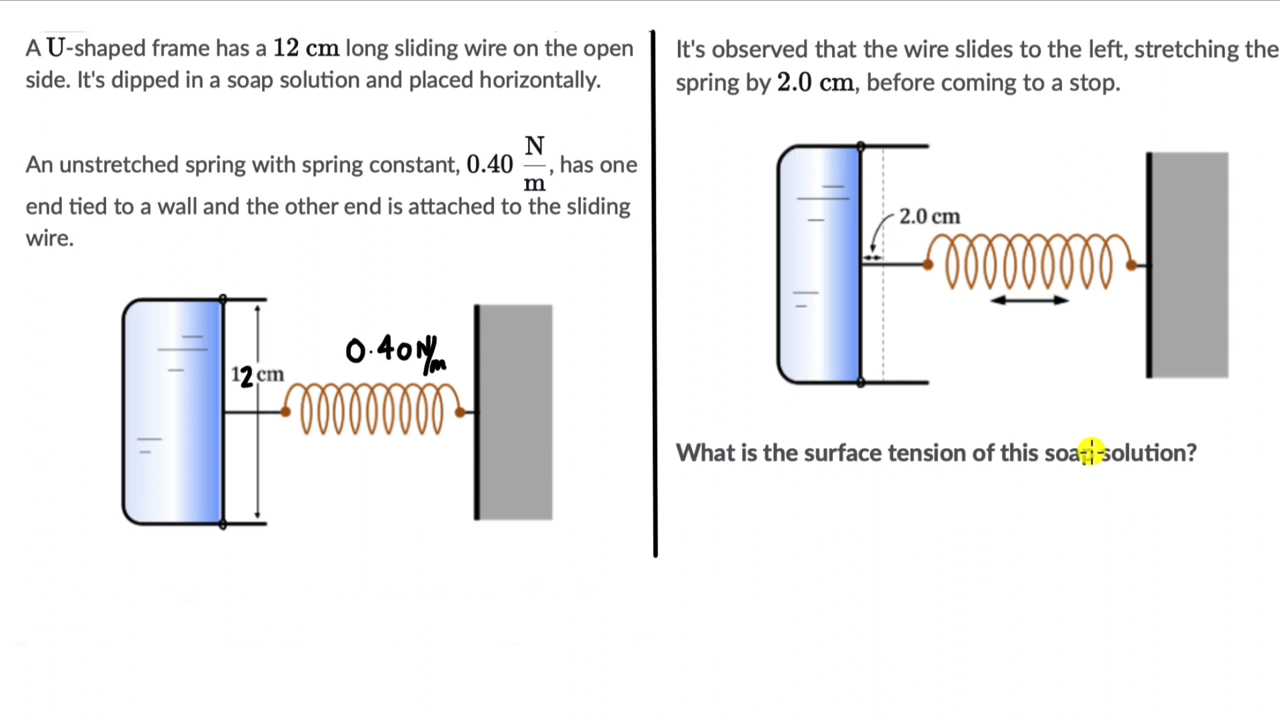 A U-shaped frame has a 12 cm long sliding wire on the open
side. It's dipped in a soap solution and placed horizontally.
An unstretched spring with spring constant, 0.40 N/m, has one
end tied to a wall and the other end is attached to the sliding
wire.
0.40 N/m
12 cm
It's observed that the wire slides to the left, stretching the
spring by 2.0 cm, before coming to a stop.
2.0 cm
What is the surface tension of this soap solution?